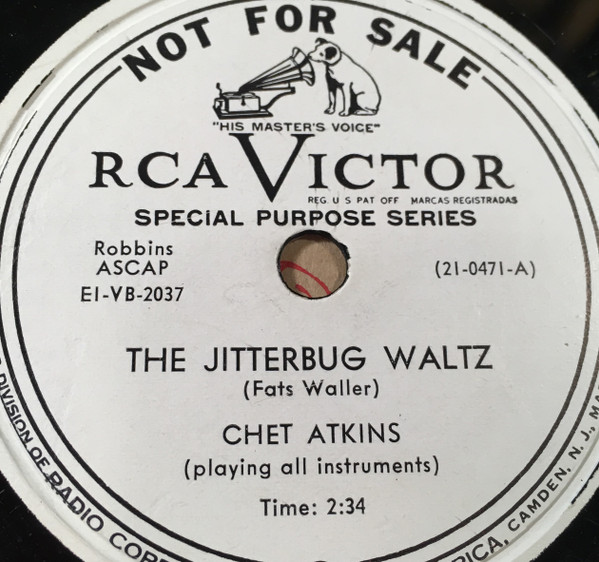 NOT FOR SALE
"HIS MASTER'S VOICE"
RCA VICTOR
REG. U S PAT OFF MARCAS REGISTRADAS
SPECIAL PURPOSE SERIES
Robbins
ASCAP
E1-VB-2037
(21-0471-A)
THE JITTERBUG WALTZ
(Fats Waller)
CHET ATKINS
(playing all instruments)
Time: 2:34
DIVISION OF RADIO COR
RICA, CAMDEN, N. J.,